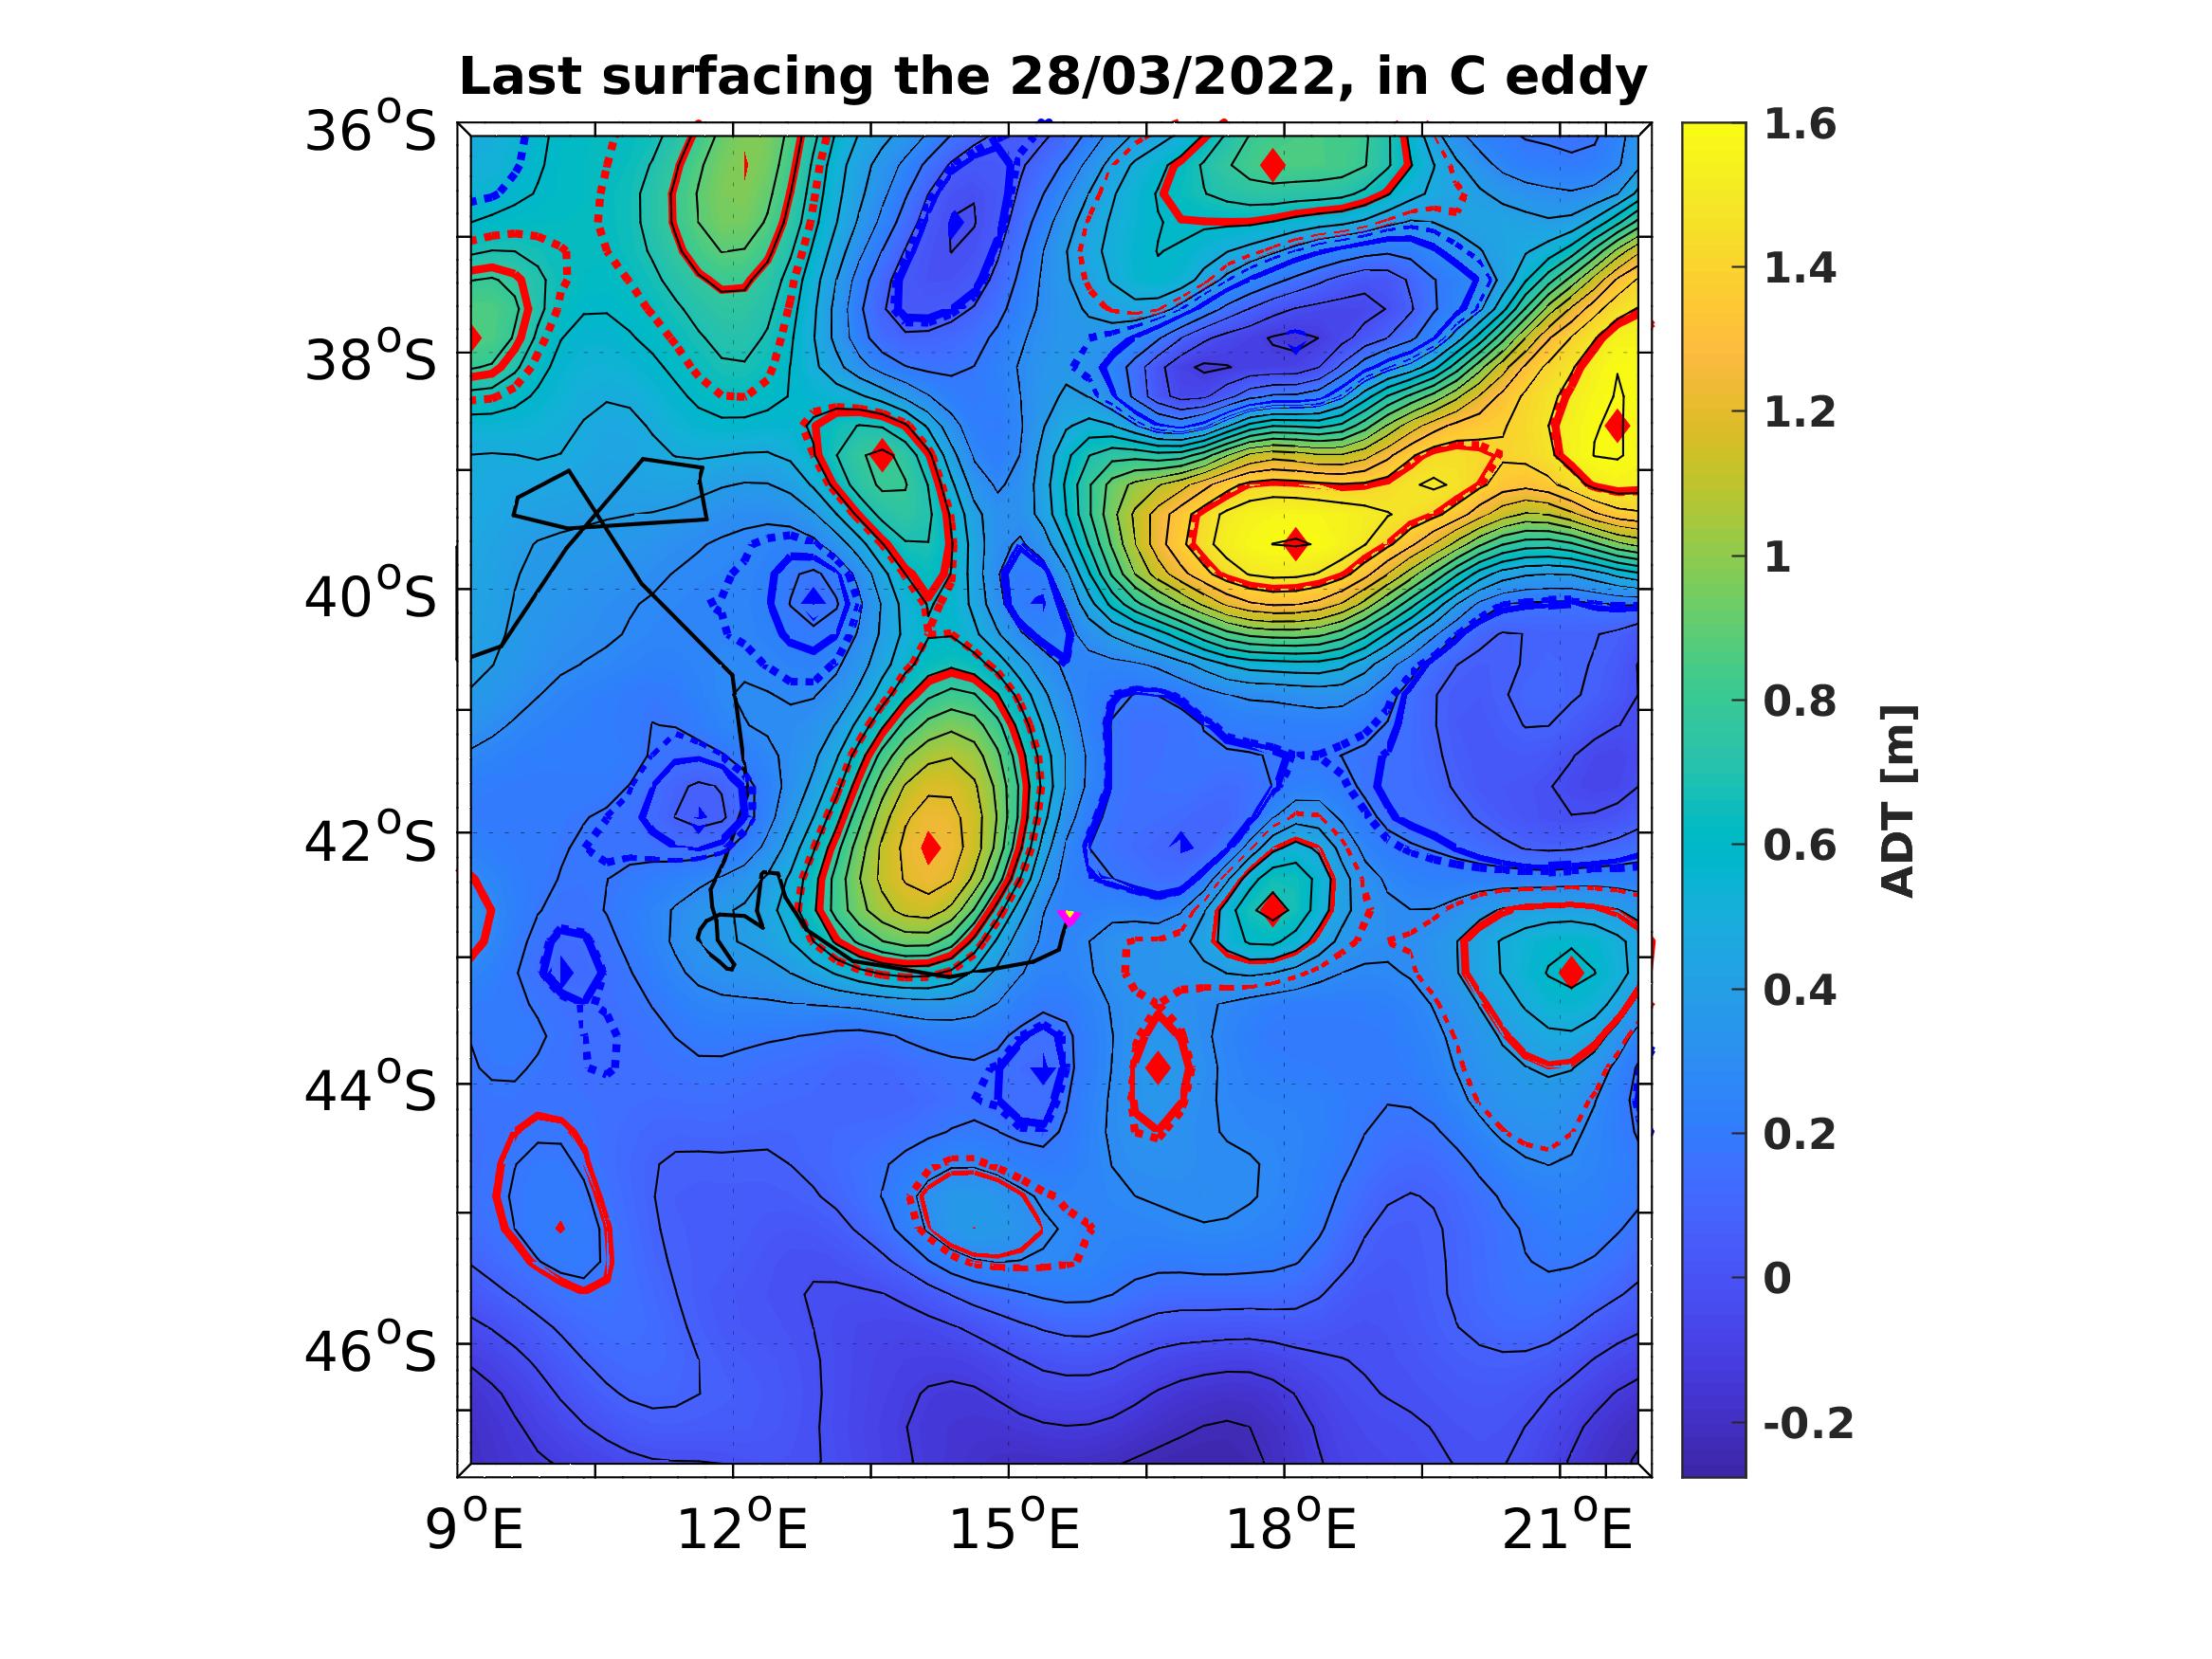 Last surfacing the 28/03/2022, in C eddy
36°S
38°S
40°S
42°S
44°S
46°S
9°E
12°E
15°E
18°E
21°E
1.6
1.4
1.2
1
0.8
0.6
0.4
0.2
0
-0.2
ADT [m]